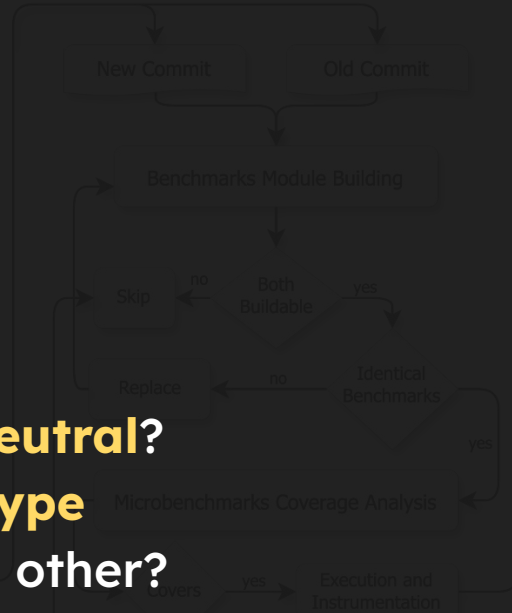 New Commit
Old Commit
Benchmarks Module Building
no
Both
Buildable
yes
Skip
Replace
no
Identical
Benchmarks
eutral?
yes
ype
Microbenchmarks Coverage Analysis
other?
Covers
yes
Execution and
Instrumentation